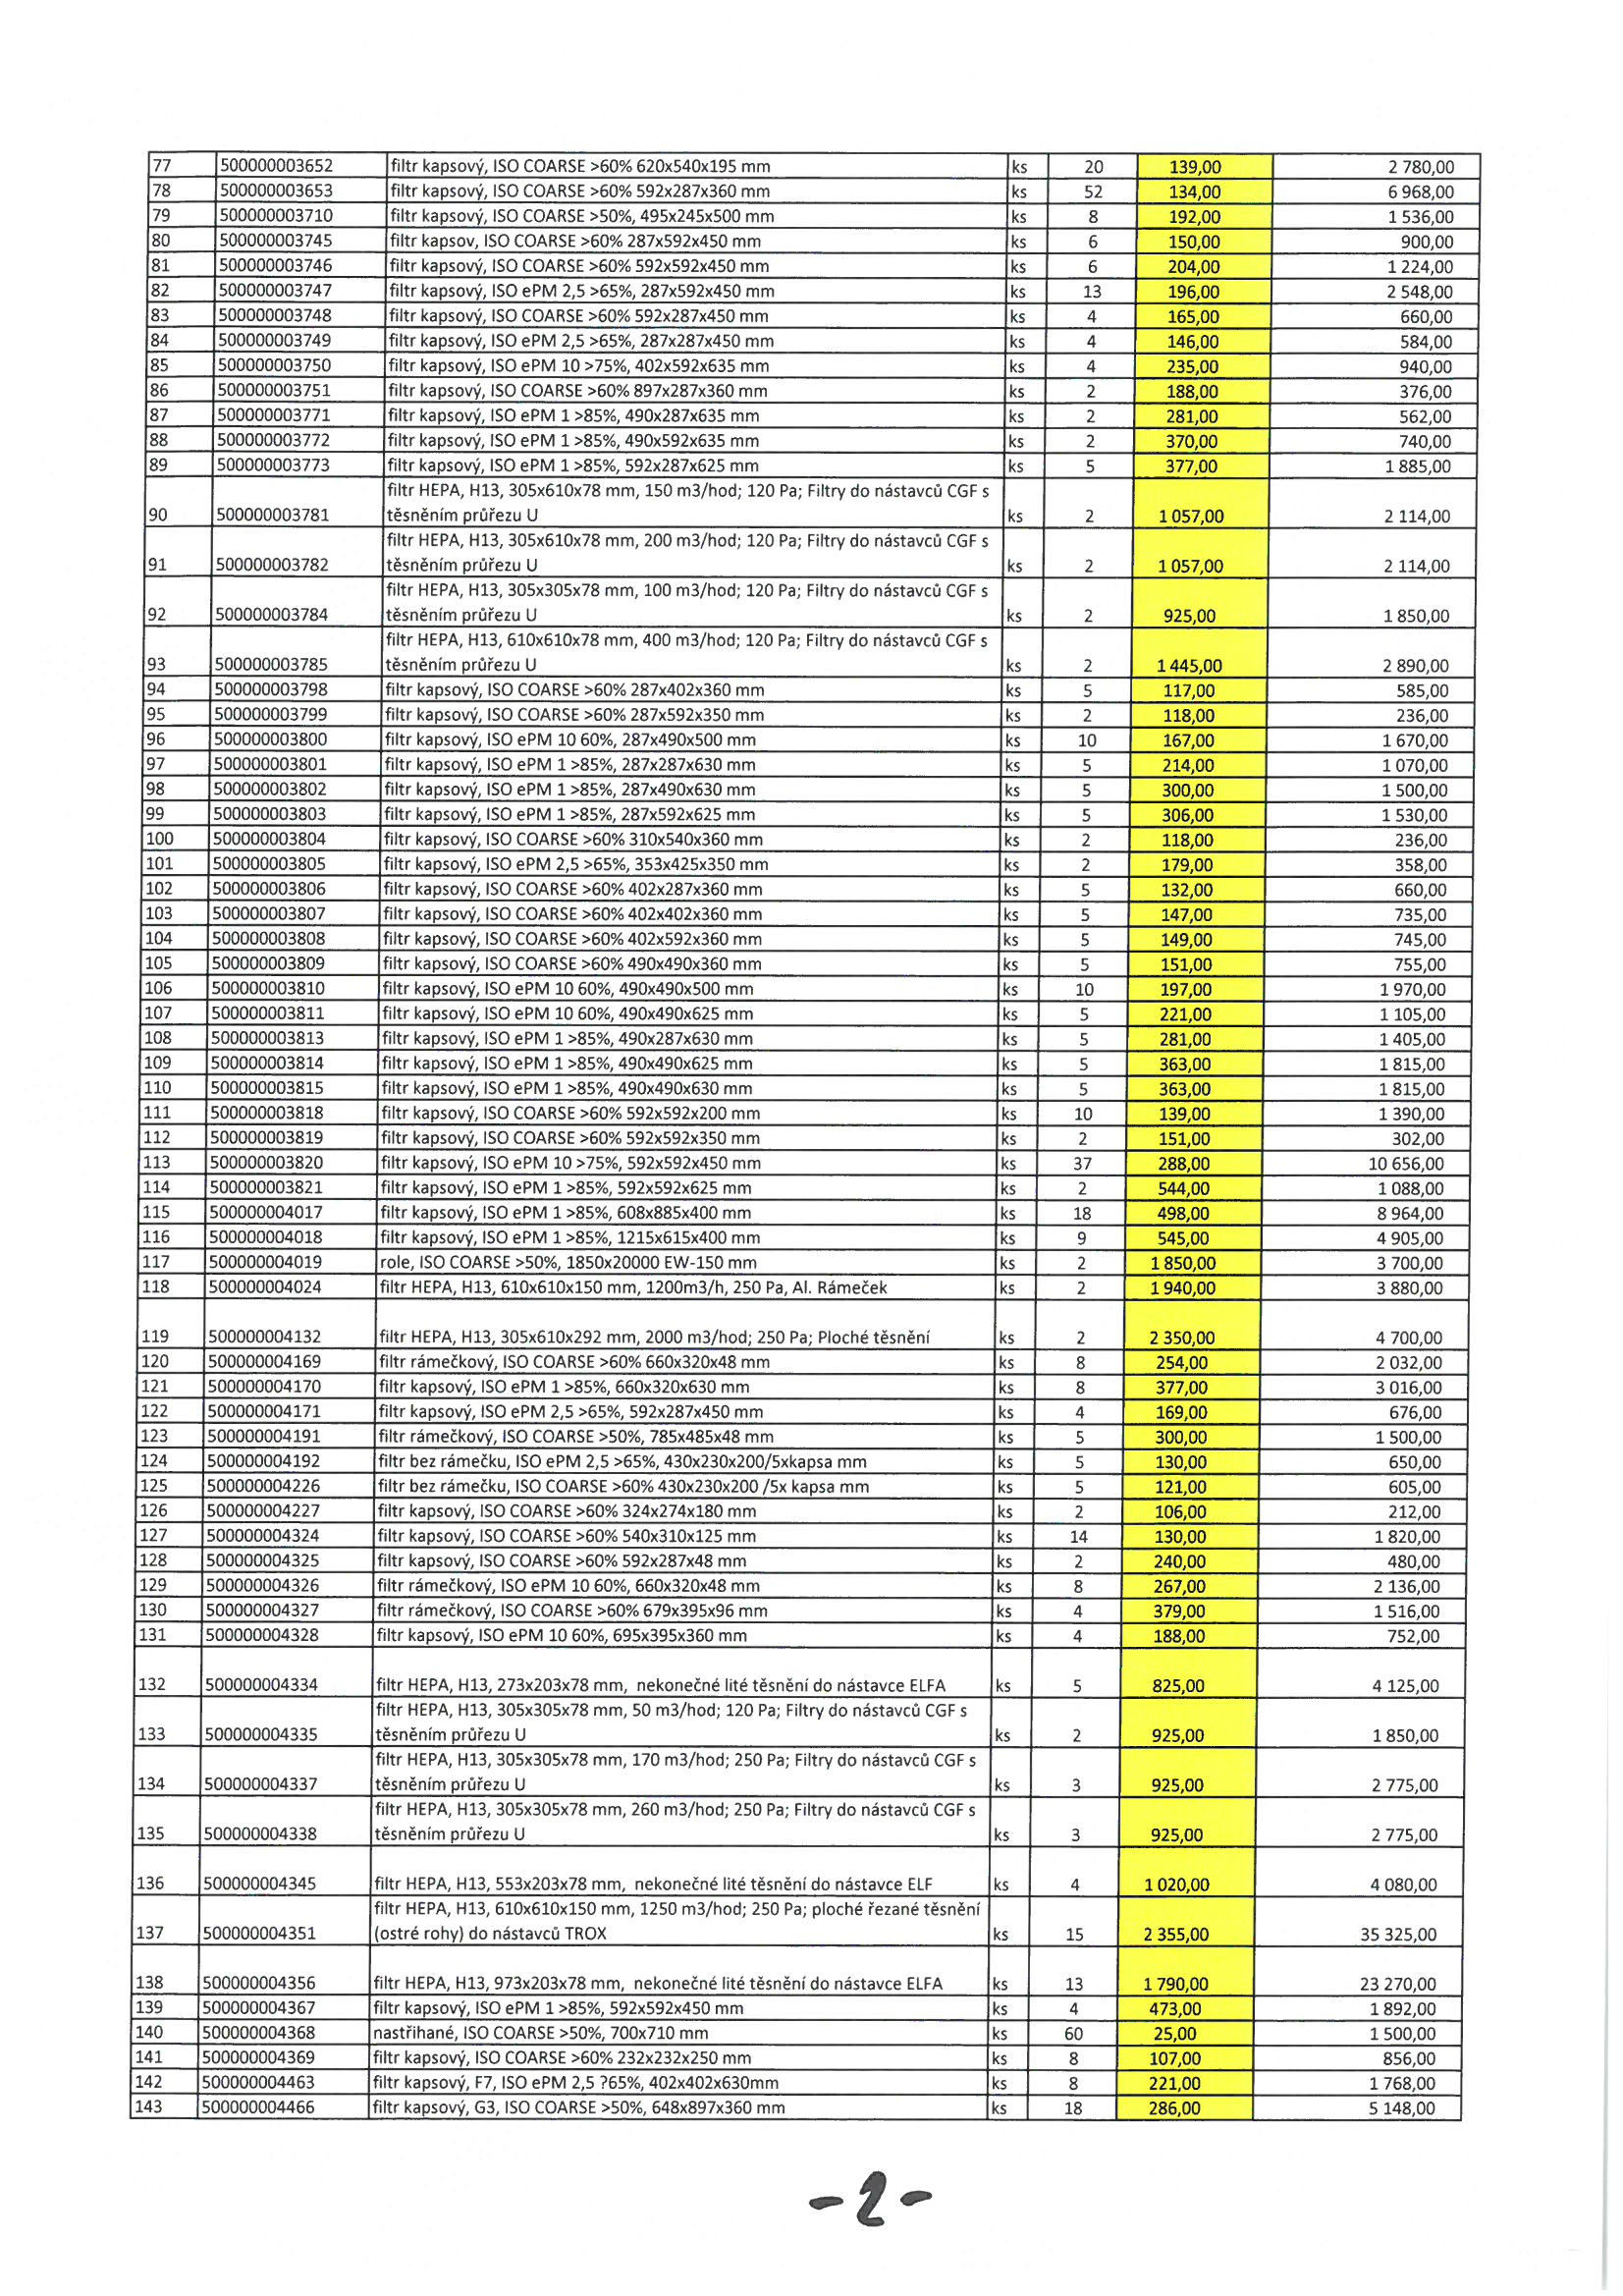 77 500000003652 filtr kapsový, ISO COARSE >60% 620x540x195 mm ks 20 139,00 2 780,00
78 500000003653 filtr kapsový, ISO COARSE >60% 592x287x360 mm ks 52 134,00 6 968,00
79 500000003710 filtr kapsový, ISO COARSE >50%, 495x245x500 mm ks 8 192,00 1 536,00
80 500000003745 filtr kapsov, ISO COARSE >60% 287x592x450 mm ks 6 150,00 900,00
81 500000003746 filtr kapsový, ISO COARSE >60% 592x592x450 mm ks 6 204,00 1 224,00
82 500000003747 filtr kapsový, ISO ePM 2,5 >65%, 287x592x450 mm ks 13 196,00 2 548,00
83 500000003748 filtr kapsový, ISO COARSE >60% 592x287x450 mm ks 4 165,00 660,00
84 500000003749 filtr kapsový, ISO ePM 2,5 >65%, 287x287x450 mm ks 4 146,00 584,00
85 500000003750 filtr kapsový, ISO ePM 10 >75%, 402x592x635 mm ks 4 235,00 940,00
86 500000003751 filtr kapsový, ISO COARSE >60% 897x287x360 mm ks 2 188,00 376,00
87 500000003771 filtr kapsový, ISO ePM 1 >85%, 490x287x635 mm ks 2 281,00 562,00
88 500000003772 filtr kapsový, ISO ePM 1 >85%, 490x592x635 mm ks 2 370,00 740,00
89 500000003773 filtr kapsový, ISO ePM 1 >85%, 592x287x625 mm ks 5 377,00 1 885,00
filtr HEPA, H13, 305x610x78 mm, 150 m3/hod; 120 Pa; Filtry do nástavců CGF s
90 500000003781 těsněním průřezu U ks 2 1 057,00 2 114,00
filtr HEPA, H13, 305x610x78 mm, 200 m3/hod; 120 Pa; Filtry do nástavců CGF s
91 500000003782 těsněním průřezu U ks 2 1 057,00 2 114,00
filtr HEPA, H13, 305x305x78 mm, 100 m3/hod; 120 Pa; Filtry do nástavců CGF s
92 500000003784 těsněním průřezu U ks 2 925,00 1 850,00
filtr HEPA, H13, 610x610x78 mm, 400 m3/hod; 120 Pa; Filtry do nástavců CGF s
93 500000003785 těsněním průřezu U ks 2 1 445,00 2 890,00
94 500000003798 filtr kapsový, ISO COARSE >60% 287x402x360 mm ks 5 117,00 585,00
95 500000003799 filtr kapsový, ISO COARSE >60% 287x592x350 mm ks 2 118,00 236,00
96 500000003800 filtr kapsový, ISO ePM 10 60%, 287x490x500 mm ks 10 167,00 1 670,00
97 500000003801 filtr kapsový, ISO ePM 1 >85%, 287x287x630 mm ks 5 214,00 1 070,00
98 500000003802 filtr kapsový, ISO ePM 1 >85%, 287x490x630 mm ks 5 300,00 1 500,00
99 500000003803 filtr kapsový, ISO ePM 1 >85%, 287x592x625 mm ks 5 306,00 1 530,00
100 500000003804 filtr kapsový, ISO COARSE >60% 310x540x360 mm ks 2 118,00 236,00
101 500000003805 filtr kapsový, ISO ePM 2,5 >65%, 353x425x350 mm ks 2 179,00 358,00
102 500000003806 filtr kapsový, ISO COARSE >60% 402x287x360 mm ks 5 132,00 660,00
103 500000003807 filtr kapsový, ISO COARSE >60% 402x402x360 mm ks 5 147,00 735,00
104 500000003808 filtr kapsový, ISO COARSE >60% 402x592x360 mm ks 5 149,00 745,00
105 500000003809 filtr kapsový, ISO COARSE >60% 490x490x360 mm ks 5 151,00 755,00
106 500000003810 filtr kapsový, ISO ePM 10 60%, 490x490x500 mm ks 10 197,00 1 970,00
107 500000003811 filtr kapsový, ISO ePM 10 60%, 490x490x625 mm ks 5 221,00 1 105,00
108 500000003813 filtr kapsový, ISO ePM 1 >85%, 490x287x630 mm ks 5 281,00 1 405,00
109 500000003814 filtr kapsový, ISO ePM 1 >85%, 490x490x625 mm ks 5 363,00 1 815,00
110 500000003815 filtr kapsový, ISO ePM 1 >85%, 490x490x630 mm ks 5 363,00 1 815,00
111 500000003818 filtr kapsový, ISO COARSE >60% 592x592x200 mm ks 10 139,00 1 390,00
112 500000003819 filtr kapsový, ISO COARSE >60% 592x592x350 mm ks 2 151,00 302,00
113 500000003820 filtr kapsový, ISO ePM 10 >75%, 592x592x450 mm ks 37 288,00 10 656,00
114 500000003821 filtr kapsový, ISO ePM 1 >85%, 592x592x625 mm ks 2 544,00 1 088,00
115 500000004017 filtr kapsový, ISO ePM 1 >85%, 608x885x400 mm ks 18 498,00 8 964,00
116 500000004018 filtr kapsový, ISO ePM 1 >85%, 1215x615x400 mm ks 9 545,00 4 905,00
117 500000004019 role, ISO COARSE >50%, 1850x20000 EW-150 mm ks 2 1 850,00 3 700,00
118 500000004024 filtr HEPA, H13, 610x610x150 mm, 1200m3/h, 250 Pa, Al. Rámeček ks 2 1 940,00 3 880,00
119 500000004132 filtr HEPA, H13, 305x610x292 mm, 2000 m3/hod; 250 Pa; Ploché těsnění ks 2 2 350,00 4 700,00
120 500000004169 filtr rámečkový, ISO COARSE >60% 660x320x48 mm ks 8 254,00 2 032,00
121 500000004170 filtr kapsový, ISO ePM 1 >85%, 660x320x630 mm ks 8 377,00 3 016,00
122 500000004171 filtr kapsový, ISO ePM 2,5 >65%, 592x287x450 mm ks 4 169,00 676,00
123 500000004191 filtr rámečkový, ISO COARSE >50%, 785x485x48 mm ks 5 300,00 1 500,00
124 500000004192 filtr bez rámečku, ISO ePM 2,5 >65%, 430x230x200/5xkapsa mm ks 5 130,00 650,00
125 500000004226 filtr bez rámečku, ISO COARSE >60% 430x230x200 /5x kapsa mm ks 5 121,00 605,00
126 500000004227 filtr kapsový, ISO COARSE >60% 324x274x180 mm ks 2 106,00 212,00
127 500000004324 filtr kapsový, ISO COARSE >60% 540x310x125 mm ks 14 130,00 1 820,00
128 500000004325 filtr kapsový, ISO COARSE >60% 592x287x48 mm ks 2 240,00 480,00
129 500000004326 filtr rámečkový, ISO ePM 10 60%, 660x320x48 mm ks 8 267,00 2 136,00
130 500000004327 filtr rámečkový, ISO COARSE >60% 679x395x96 mm ks 4 379,00 1 516,00
131 500000004328 filtr kapsový, ISO ePM 10 60%, 695x395x360 mm ks 4 188,00 752,00
132 500000004334 filtr HEPA, H13, 273x203x78 mm, nekonečné lité těsnění do nástavce ELFA ks 5 825,00 4 125,00
filtr HEPA, H13, 305x305x78 mm, 50 m3/hod; 120 Pa; Filtry do nástavců CGF s
133 500000004335 těsněním průřezu U ks 2 925,00 1 850,00
filtr HEPA, H13, 305x305x78 mm, 170 m3/hod; 250 Pa; Filtry do nástavců CGF s
134 500000004337 těsněním průřezu U ks 3 925,00 2 775,00
filtr HEPA, H13, 305x305x78 mm, 260 m3/hod; 250 Pa; Filtry do nástavců CGF s
135 500000004338 těsněním průřezu U ks 3 925,00 2 775,00
136 500000004345 filtr HEPA, H13, 553x203x78 mm, nekonečné lité těsnění do nástavce ELF ks 4 1 020,00 4 080,00
filtr HEPA, H13, 610x610x150 mm, 1250 m3/hod; 250 Pa; ploché řezané těsnění
137 500000004351 (ostré rohy) do nástavců TROX ks 15 2 355,00 35 325,00
138 500000004356 filtr HEPA, H13, 973x203x78 mm, nekonečné lité těsnění do nástavce ELFA ks 13 1 790,00 23 270,00
139 500000004367 filtr kapsový, ISO ePM 1 >85%, 592x592x450 mm ks 4 473,00 1 892,00
140 500000004368 nastříhané, ISO COARSE >50%, 700x710 mm ks 60 25,00 1 500,00
141 500000004369 filtr kapsový, ISO COARSE >60% 232x232x250 mm ks 8 107,00 856,00
142 500000004463 filtr kapsový, F7, ISO ePM 2,5 ?65%, 402x402x630mm ks 8 221,00 1 768,00
143 500000004466 filtr kapsový, G3, ISO COARSE >50%, 648x897x360 mm ks 18 286,00 5 148,00
-2-